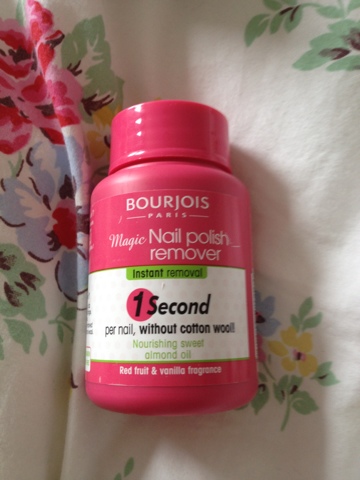 BOURJOIS
PARIS
Magic Nail polish
remover
Instant removal
1 Second
per nail, without cotton wool!
Nourishing sweet
almond oil
Red fruit & vanilla fragrance